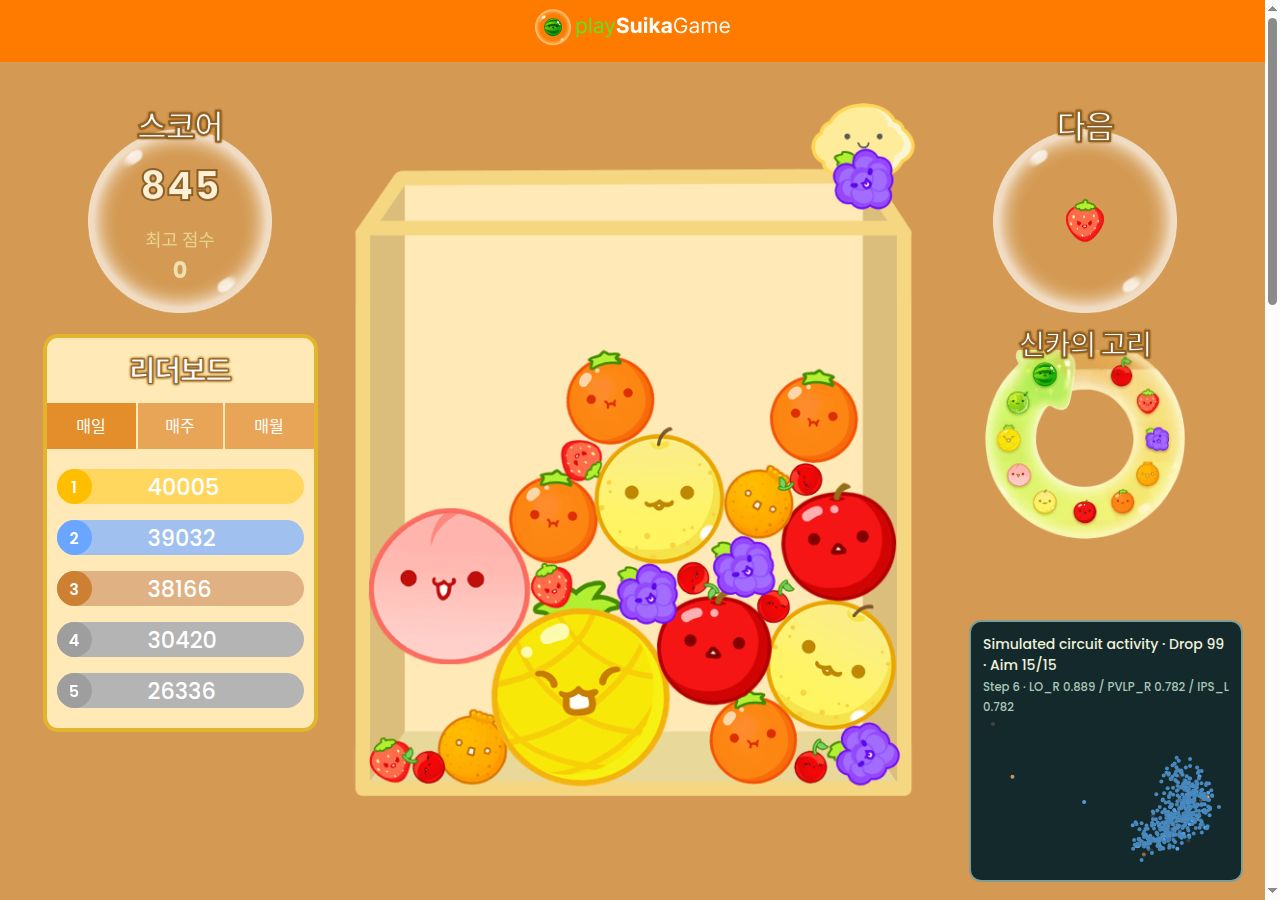 playSuikaGame
스코어
845
최고 점수
0
다음
신카의 고리
리더보드
매일 매주 매월
1 40005
2 39032
3 38166
4 30420
5 26336
Simulated circuit activity · Drop 99
· Aim 15/15
Step 6 · LO_R 0.889 / PVLP_R 0.782 / IPS_L
0.782